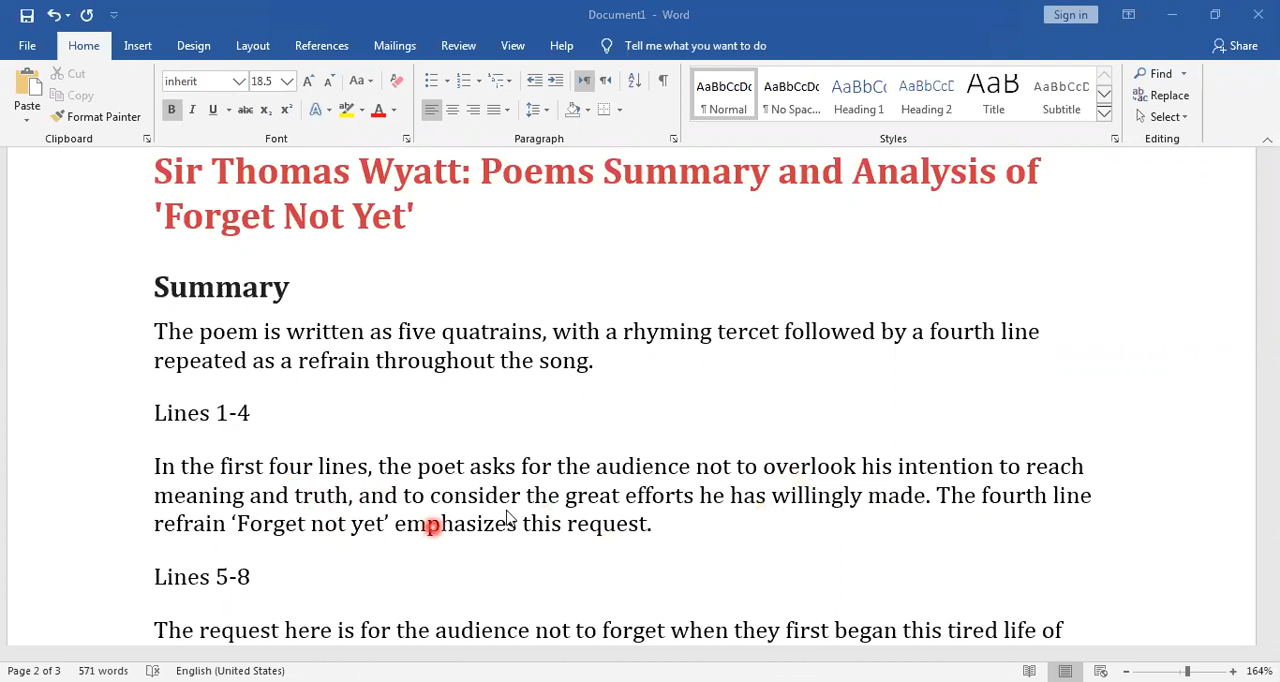 Document1 - Word
Sign in
File Home Insert Design Layout References Mailings Review View Help Tell me what you want to do Share
Paste
Cut
Copy
Format Painter
Clipboard
inherit 18.5 Aa
B I U abc x₂ x² A A
Font
Paragraph
AaBbCcDc AaBbCcDc AaBbC AaBbCcD AaB AaBbCcD
¶ Normal ¶ No Spac... Heading 1 Heading 2 Title Subtitle
Styles
Find
Replace
Select
Editing
Sir Thomas Wyatt: Poems Summary and Analysis of
'Forget Not Yet'
Summary
The poem is written as five quatrains, with a rhyming tercet followed by a fourth line
repeated as a refrain throughout the song.
Lines 1-4
In the first four lines, the poet asks for the audience not to overlook his intention to reach
meaning and truth, and to consider the great efforts he has willingly made. The fourth line
refrain ‘Forget not yet’ emphasizes this request.
Lines 5-8
The request here is for the audience not to forget when they first began this tired life of
Page 2 of 3 571 words English (United States) 164%